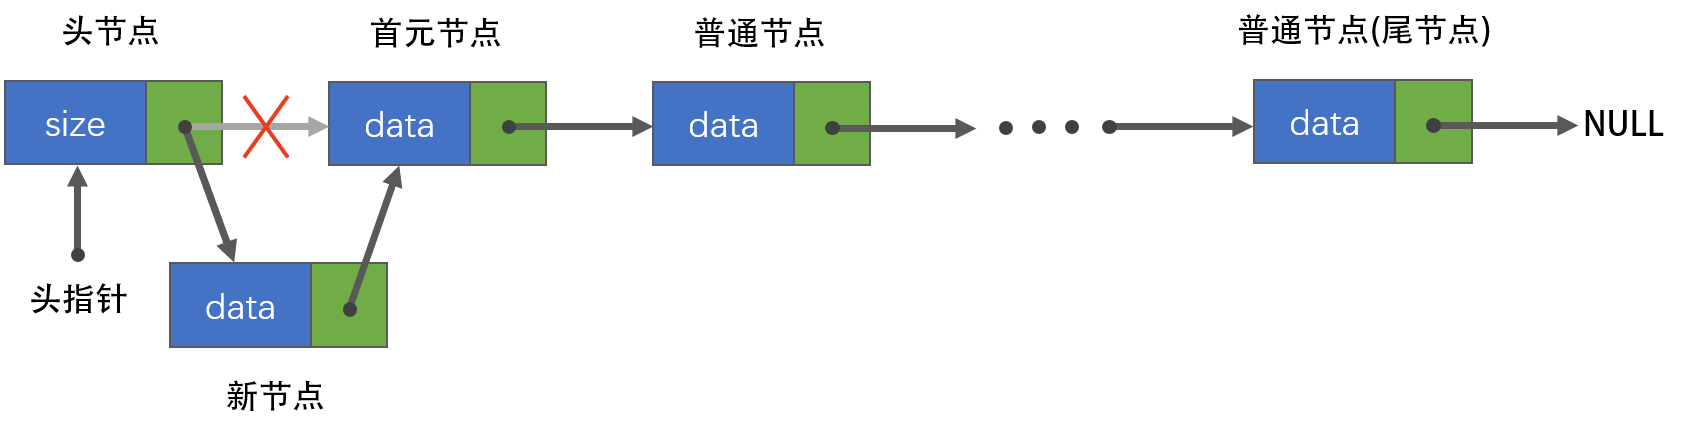 头节点
首元节点
普通节点
普通节点(尾节点)
size
data
data
data
NULL
头指针
data
新节点